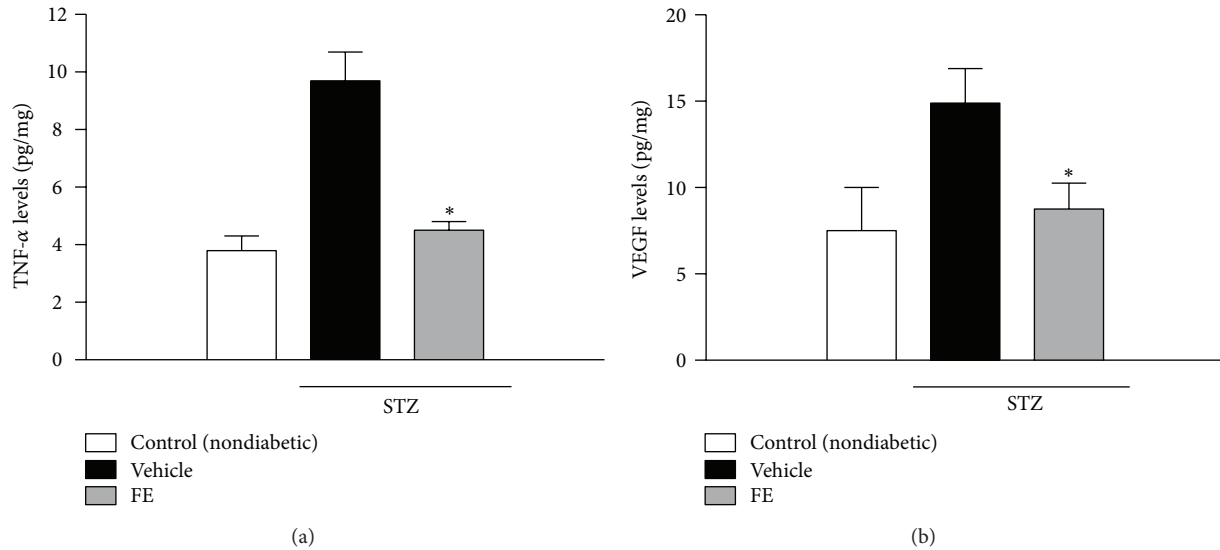 12
10
8
6
4
2
0
TNF-α levels (pg/mg)
*
STZ
Control (nondiabetic)
Vehicle
FE
(a)
20
15
10
5
0
VEGF levels (pg/mg)
*
STZ
Control (nondiabetic)
Vehicle
FE
(b)